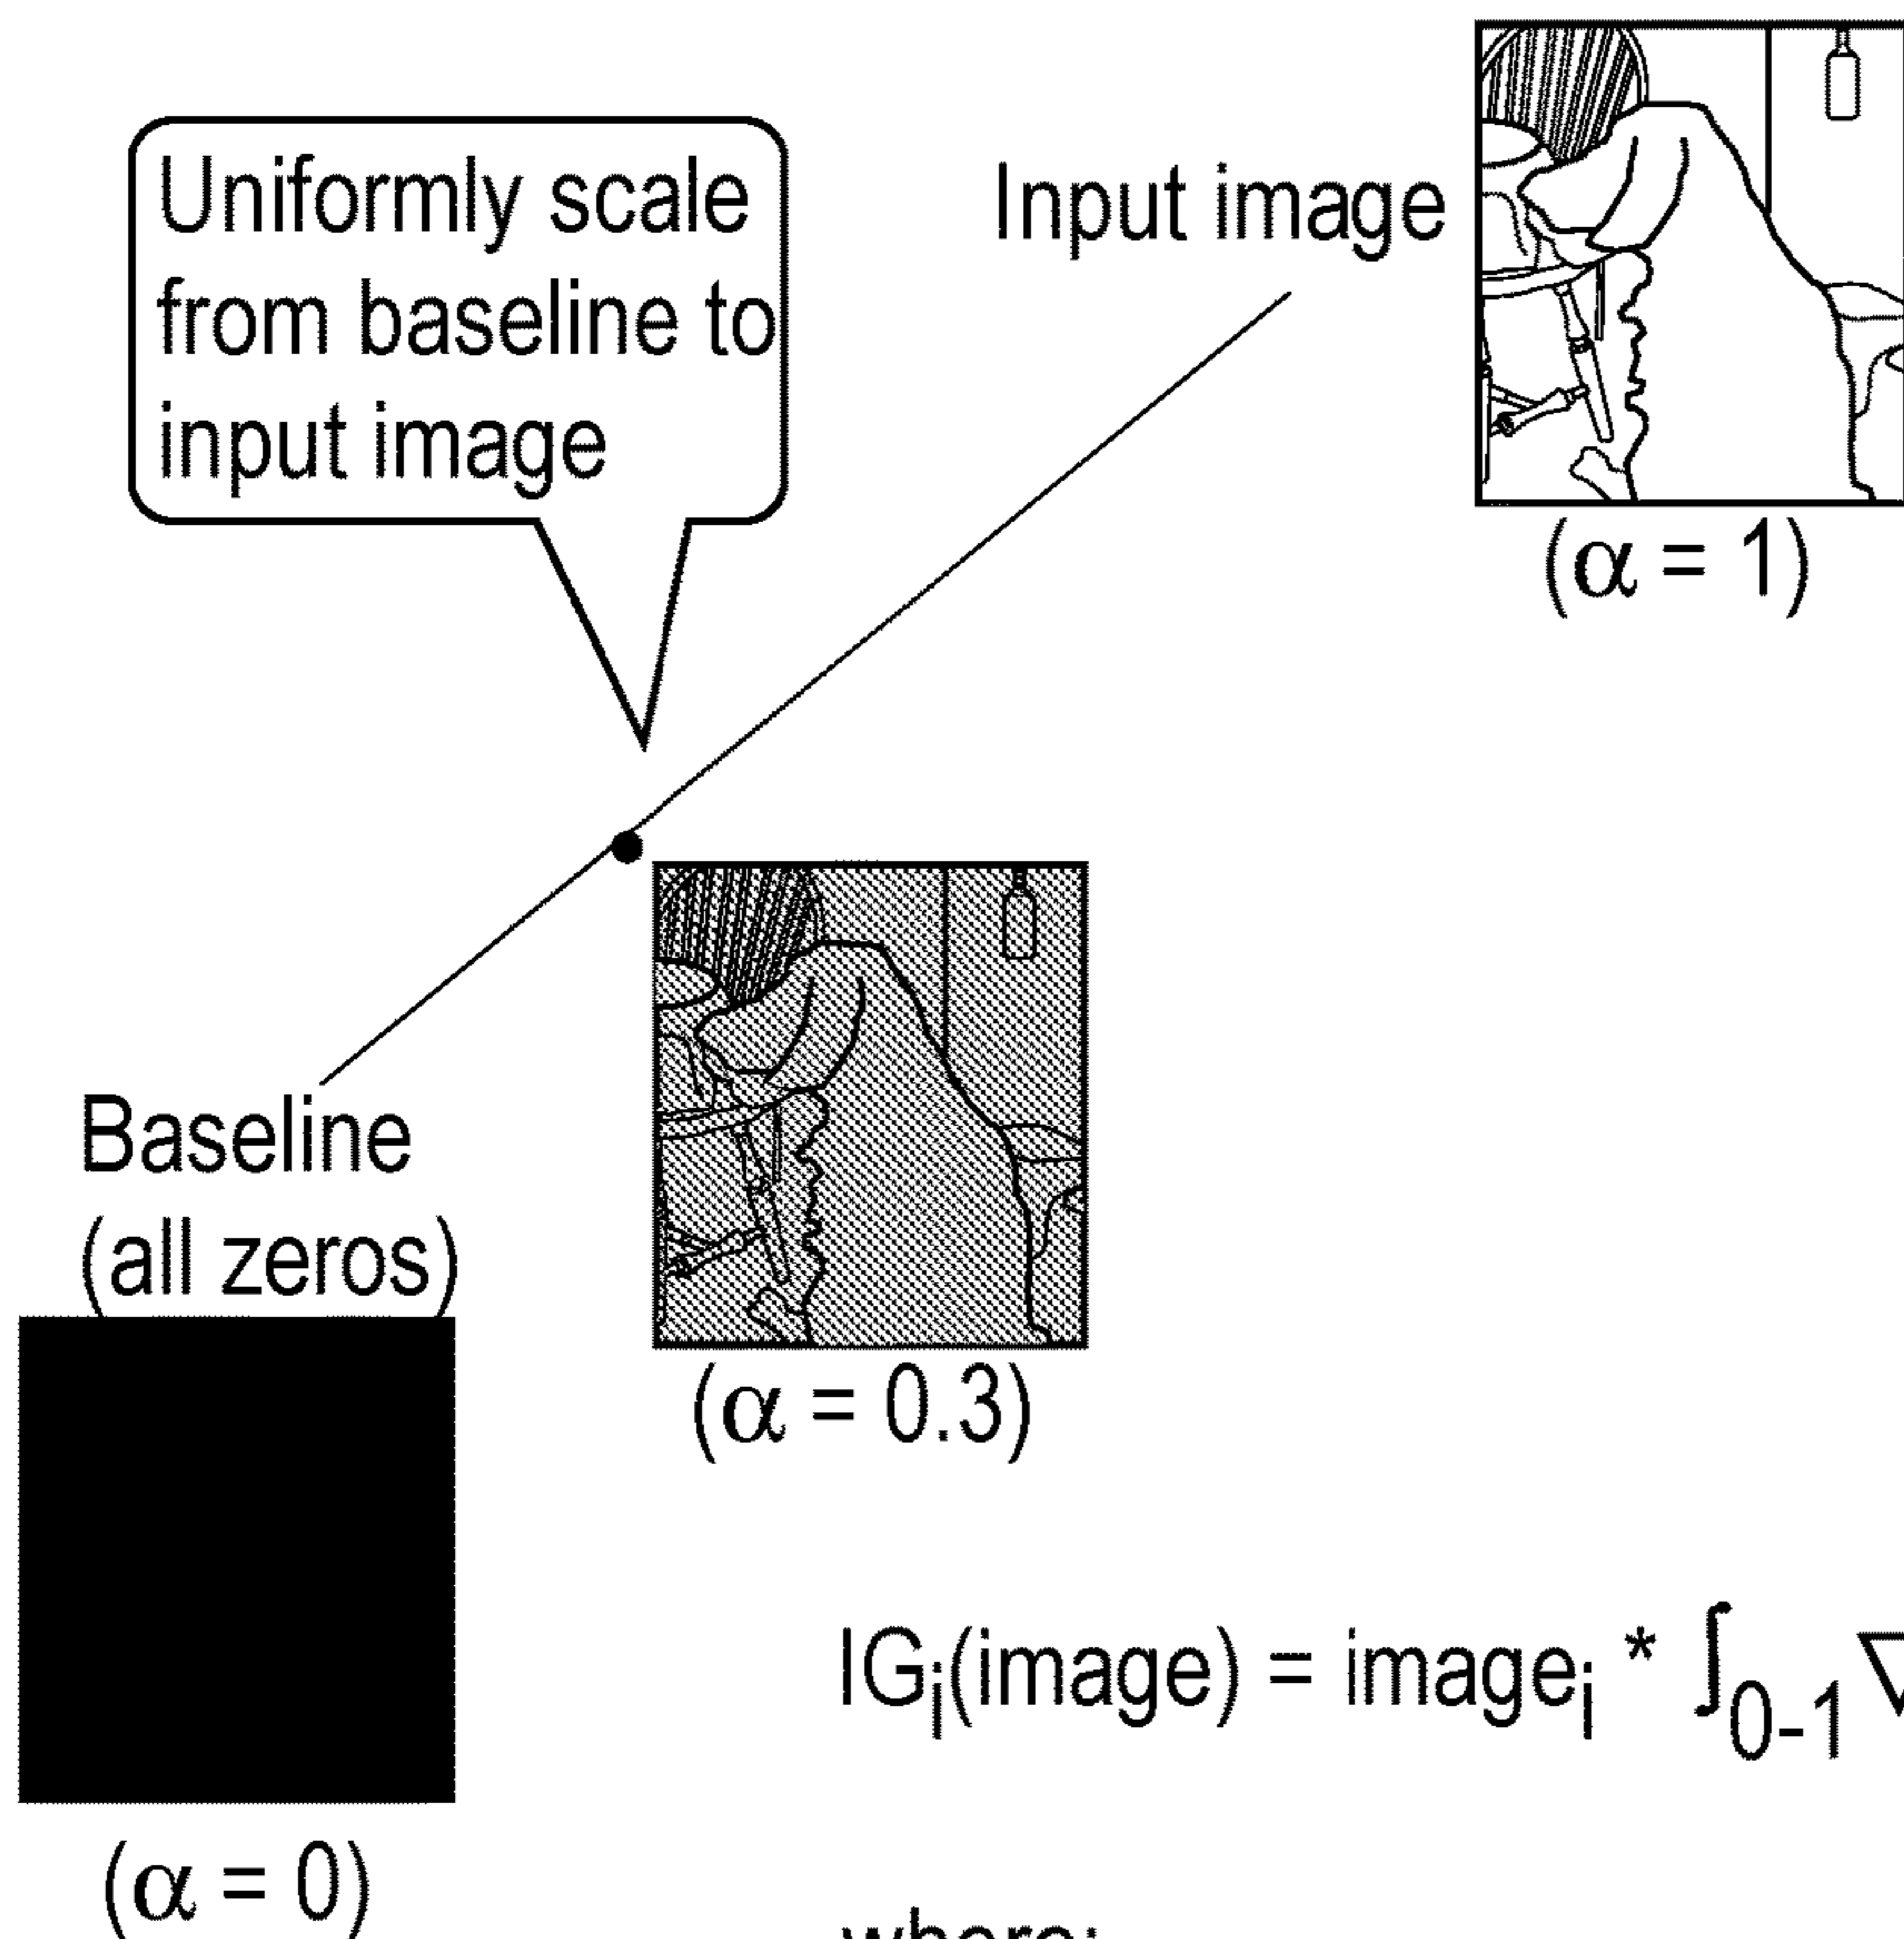 Uniformly scale
from baseline to
input image
Input image
(α = 1)
Baseline
(all zeros)
(α = 0.3)
(α = 0)
IGi(image) = imagei * ∫0-1 ∇
where: